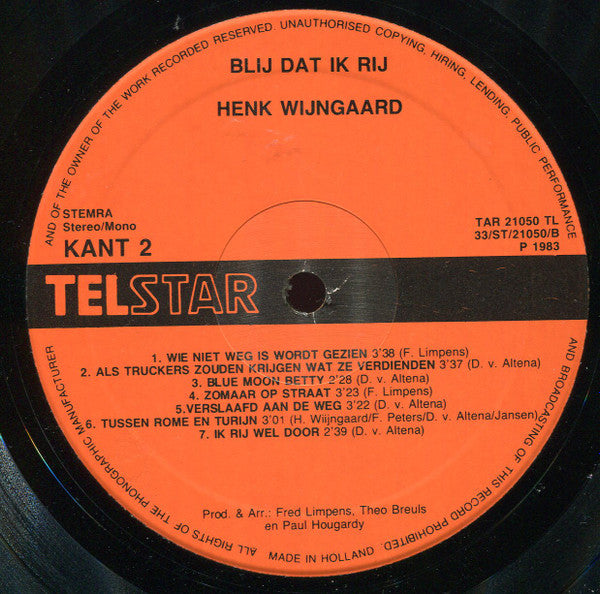 ALL RIGHTS OF THE PHONOGRAPHIC MANUFACTURER AND OF THE OWNER OF THE WORK RECORDED RESERVED. UNAUTHORISED COPYING, HIRING, LENDING, PUBLIC PERFORMANCE AND BROADCASTING OF THIS RECORD PROHIBITED.
BLIJ DAT IK RIJ
HENK WIJNGAARD
STEMRA
Stereo/Mono
KANT 2
TAR 21050 TL
33/ST/21050/B
P 1983
TELSTAR
1. WIE NIET WEG IS WORDT GEZIEN 3'38 (F. Limpens)
2. ALS TRUCKERS ZOUDEN KRIJGEN WAT ZE VERDIENDEN 3'37 (D. v. Altena)
3. BLUE MOON BETTY 2'28 (D. v. Altena)
4. ZOMAAR OP STRAAT 3'23 (F. Limpens)
5.VERSLAAFD AAN DE WEG 3'22 (D. v. Altena)
6. TUSSEN ROME EN TURIJN 3'01 (H. Wijngaard/F. Peters/D. v. Altena/Jansen)
7. IK RIJ WEL DOOR 2'39 (D. v. Altena)
Prod. & Arr.: Fred Limpens, Theo Breuls
en Paul Hougardy
MADE IN HOLLAND